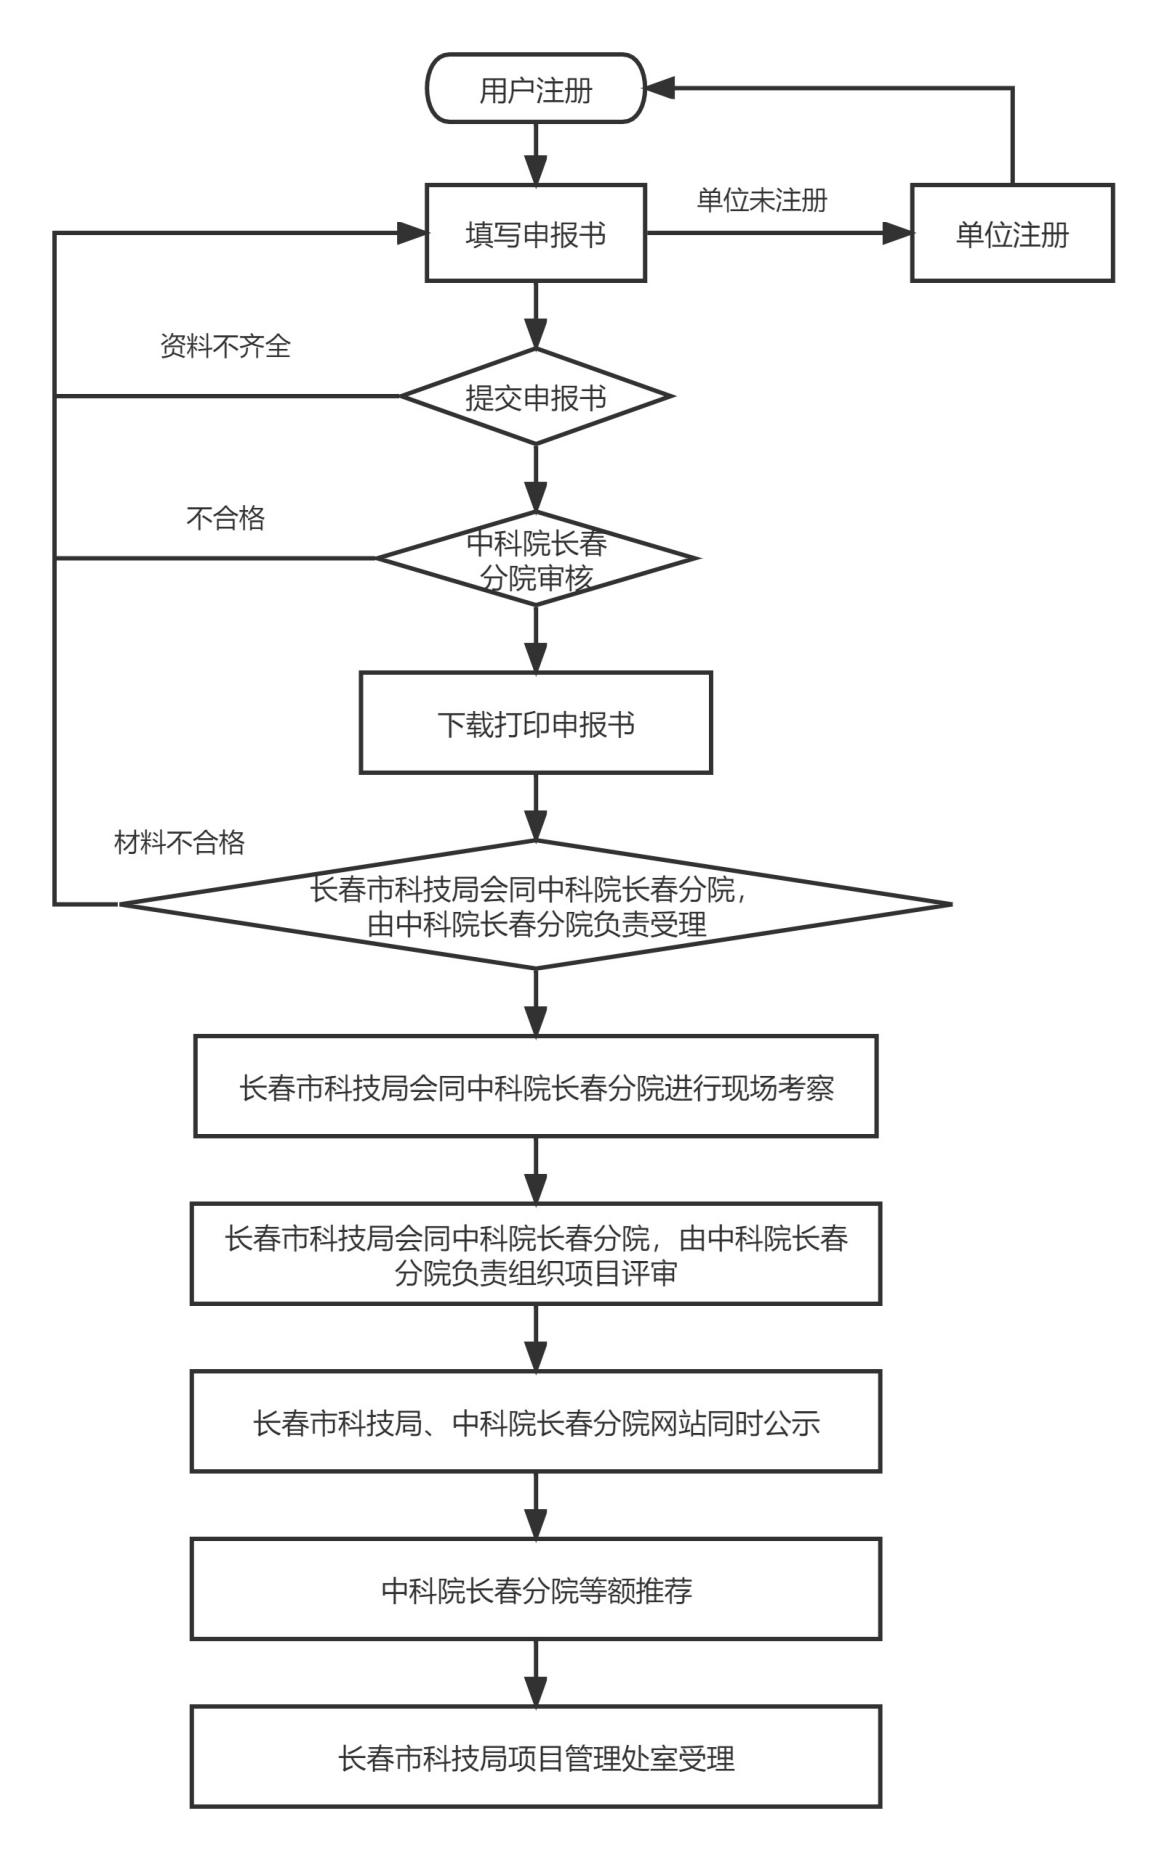 用户注册
单位未注册
填写申报书
单位注册
资料不齐全
提交申报书
不合格
中科院长春
分院审核
下载打印申报书
材料不合格
长春市科技局会同中科院长春分院，
由中科院长春分院负责受理
长春市科技局会同中科院长春分院进行现场考察
长春市科技局会同中科院长春分院，由中科院长春
分院负责组织项目评审
长春市科技局、中科院长春分院网站同时公示
中科院长春分院等额推荐
长春市科技局项目管理处室受理